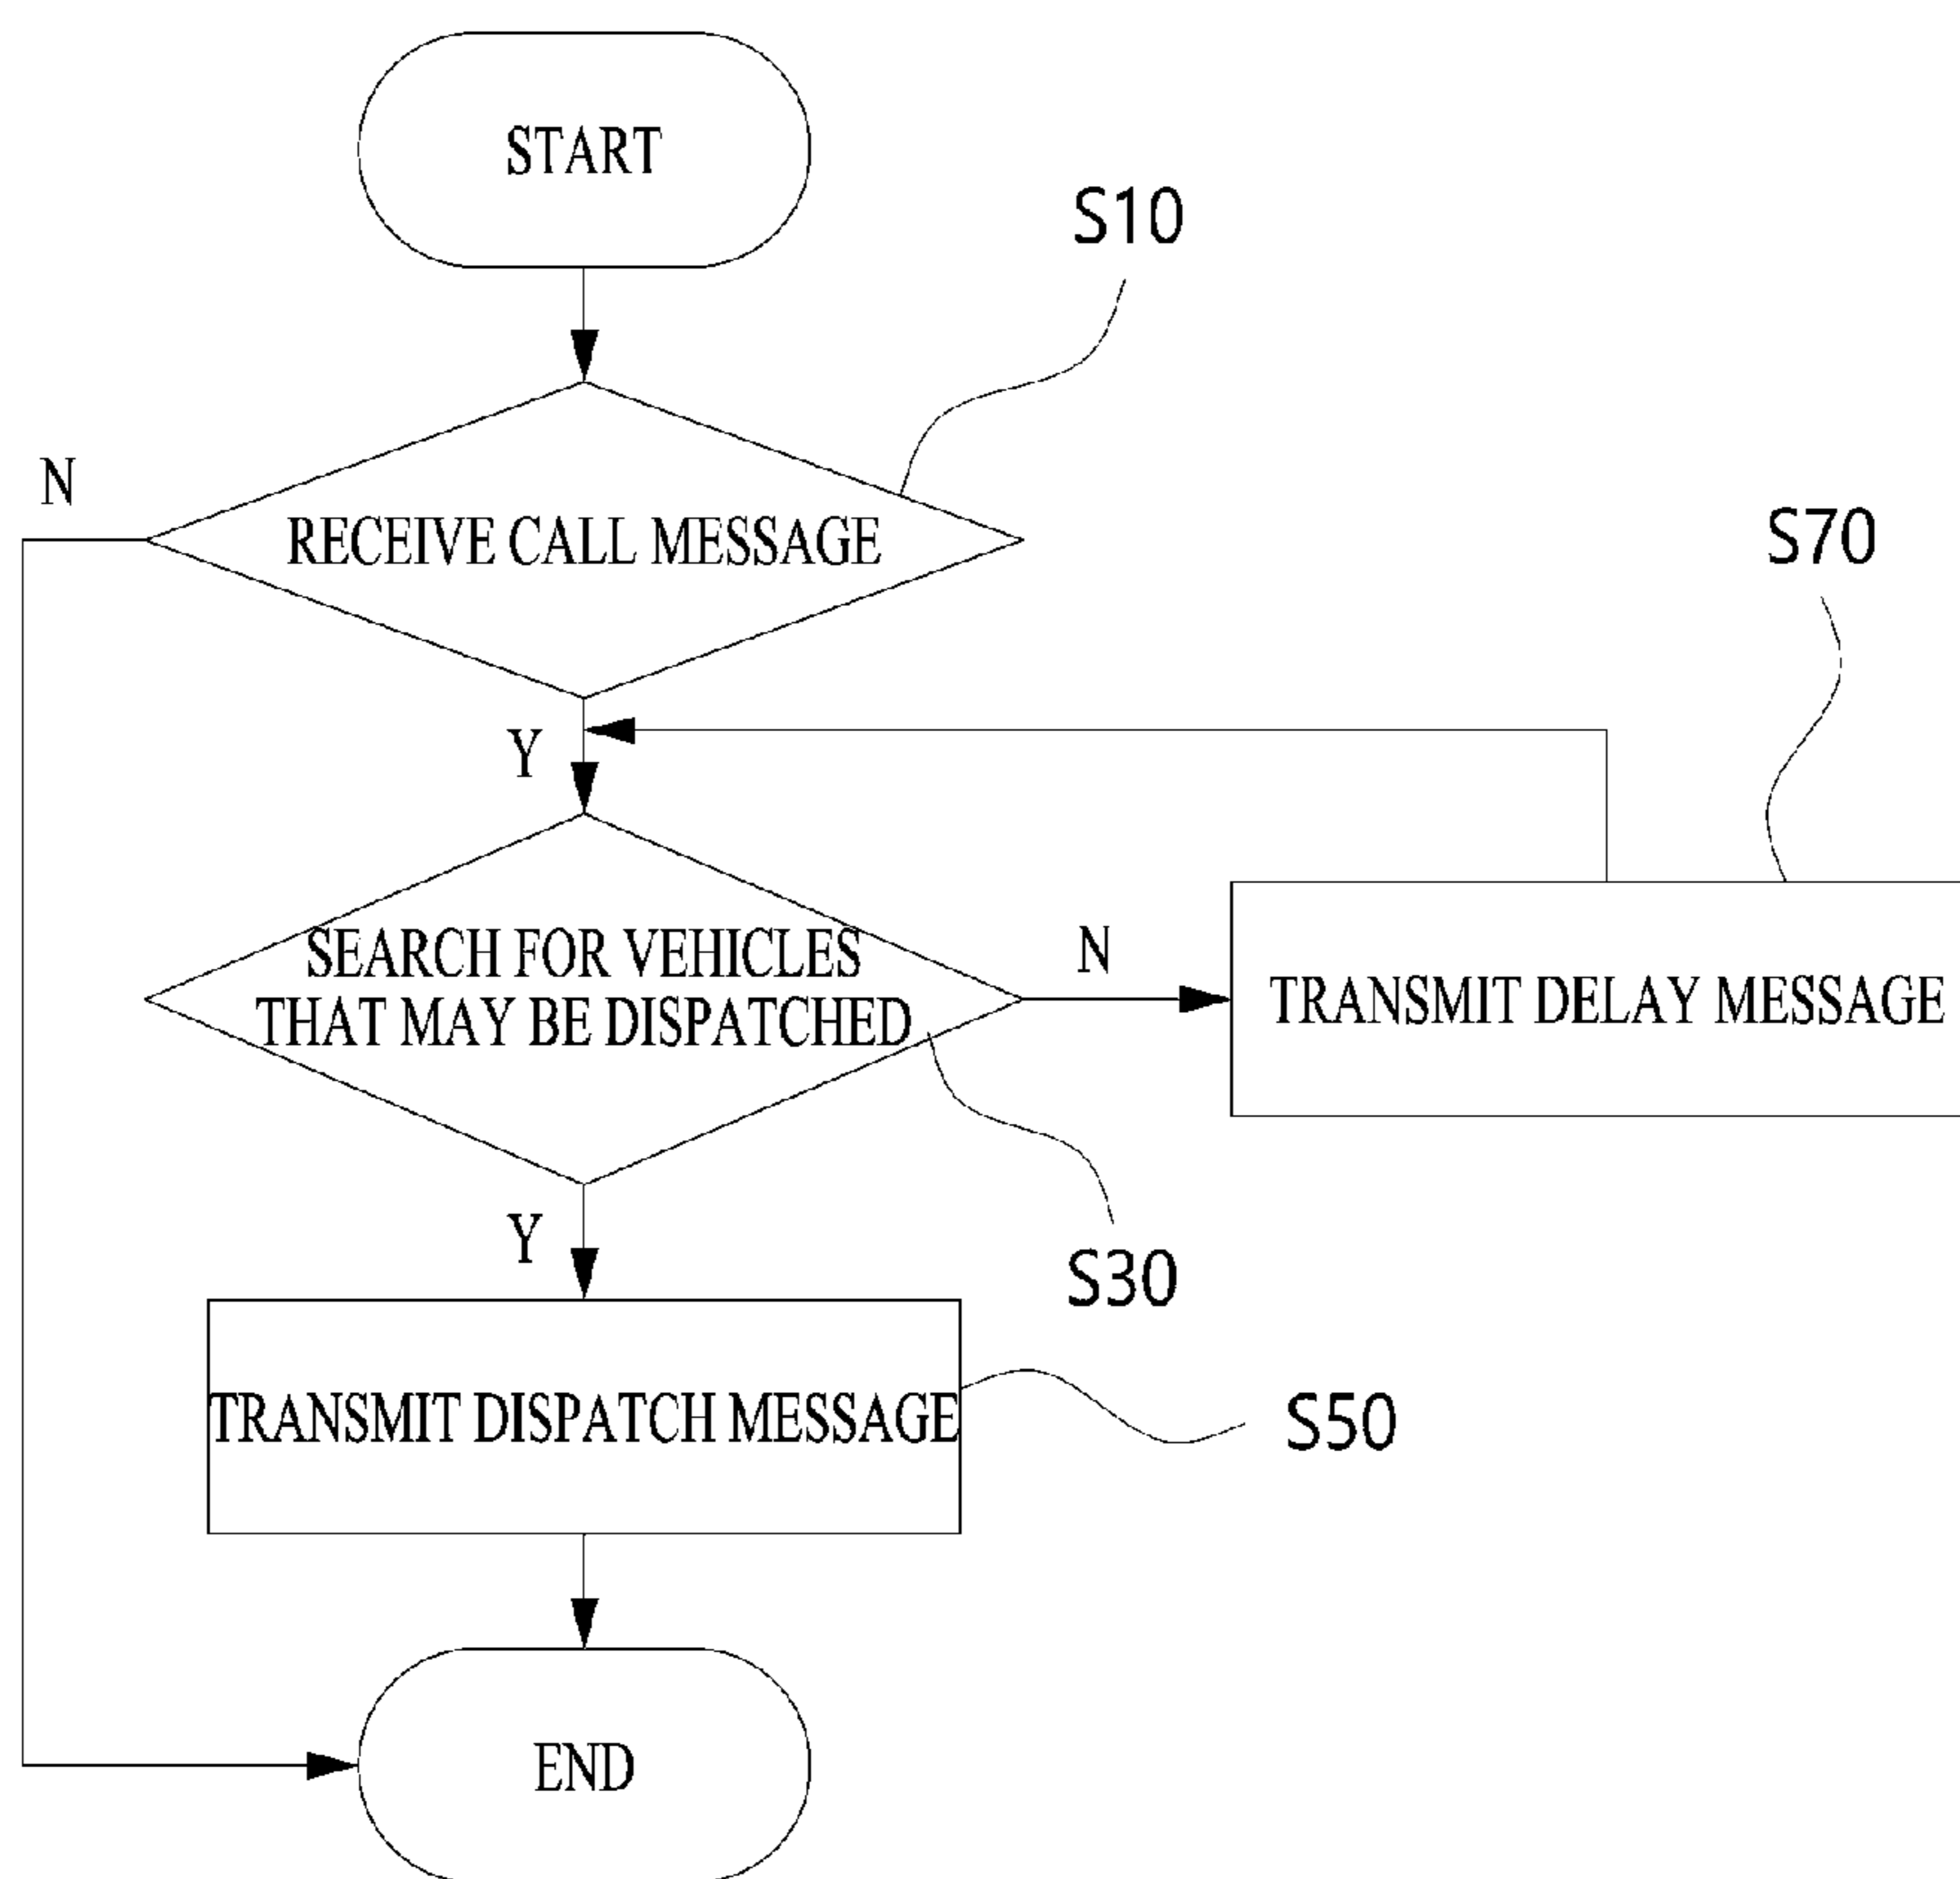 START
S10
N
RECEIVE CALL MESSAGE
S70
Y
SEARCH FOR VEHICLES
THAT MAY BE DISPATCHED
N
TRANSMIT DELAY MESSAGE
Y
S30
TRANSMIT DISPATCH MESSAGE
S50
END